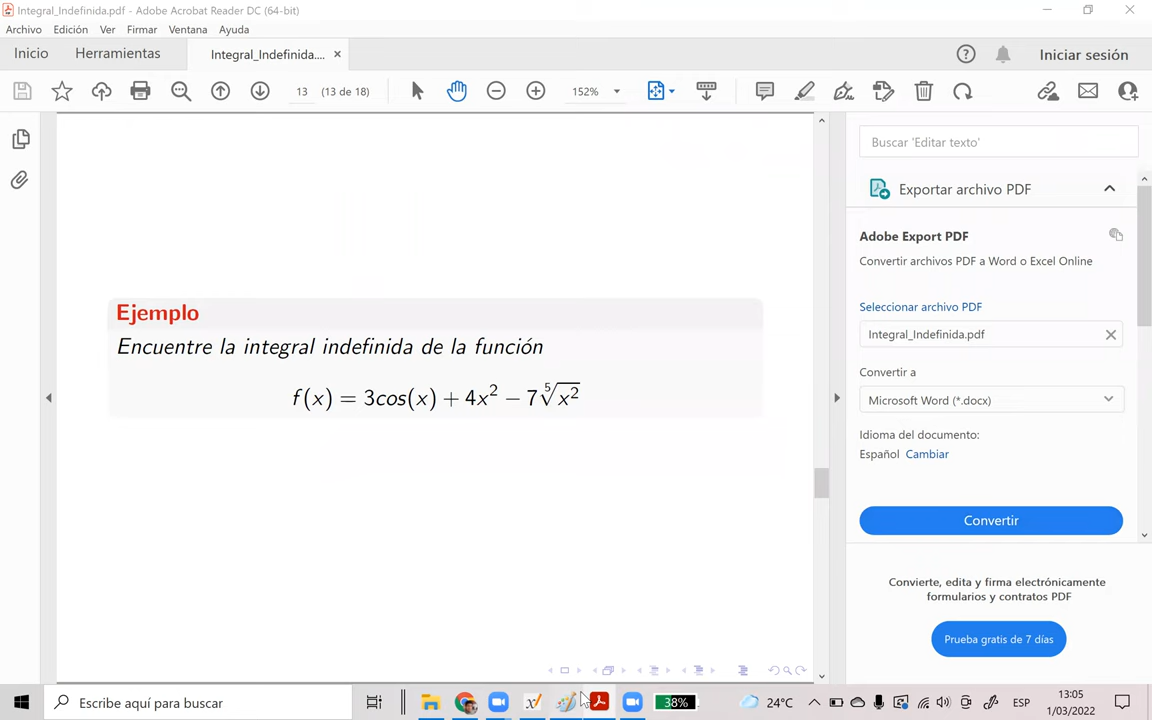 Integral_Indefinida.pdf - Adobe Acrobat Reader DC (64-bit)
Archivo Edición Ver Firmar Ventana Ayuda
Inicio Herramientas Integral_Indefinida.... × Iniciar sesión
13 (13 de 18) 152%
Ejemplo
Encuentre la integral indefinida de la función
f(x) = 3cos(x) + 4x² − 7⁵√x²
Buscar 'Editar texto'
Exportar archivo PDF
Adobe Export PDF
Convertir archivos PDF a Word o Excel Online
Seleccionar archivo PDF
Integral_Indefinida.pdf
Convertir a
Microsoft Word (*.docx)
Idioma del documento:
Español Cambiar
Convertir
Convierte, edita y firma electrónicamente
formularios y contratos PDF
Prueba gratis de 7 días
Escribe aquí para buscar 38% 24°C ESP 13:05
1/03/2022